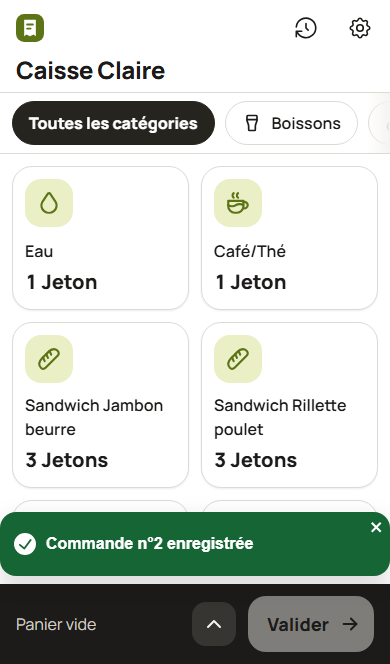 Caisse Claire
Toutes les catégories
Boissons
Eau
1 Jeton
Café/Thé
1 Jeton
Sandwich Jambon
beurre
3 Jetons
Sandwich Rillette
poulet
3 Jetons
Commande n°2 enregistrée
Panier vide
Valider